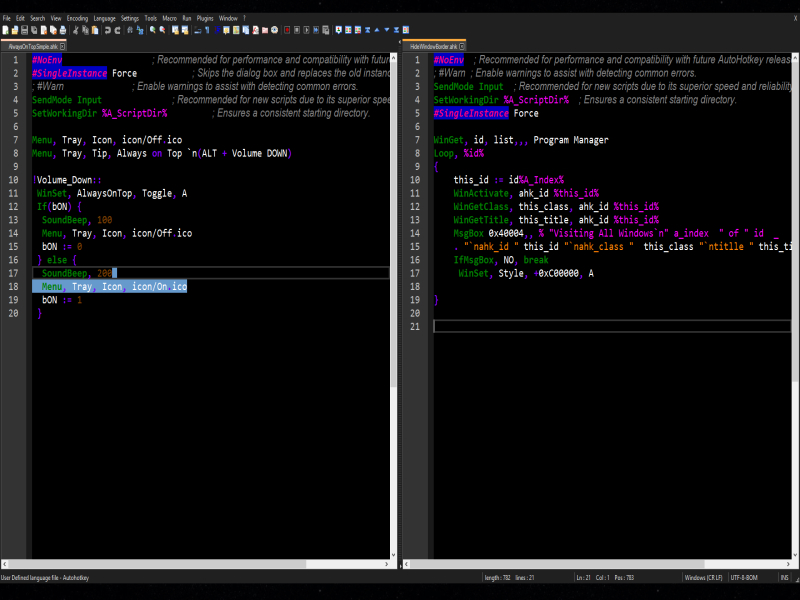 File Edit Search View Encoding Language Settings Tools Macro Run Plugins Window ?
AlwaysOnTopSimple.ahk
1 #NoEnv ; Recommended for performance and compatibility with future
2 #SingleInstance Force ; Skips the dialog box and replaces the old instanc
3 ; #Warn ; Enable warnings to assist with detecting common errors.
4 SendMode Input ; Recommended for new scripts due to its superior spee
5 SetWorkingDir %A_ScriptDir% ; Ensures a consistent starting directory.
6
7 Menu, Tray, Icon, icon/Off.ico
8 Menu, Tray, Tip, Always on Top `n(ALT + Volume DOWN)
9
10 !Volume_Down::
11 WinSet, AlwaysOnTop, Toggle, A
12 If(bON) {
13 SoundBeep, 100
14 Menu, Tray, Icon, icon/Off.ico
15 bON := 0
16 } else {
17 SoundBeep, 200
18 Menu, Tray, Icon, icon/On.ico
19 bON := 1
20 }
HideWindowBorder.ahk
1 #NoEnv ; Recommended for performance and compatibility with future AutoHotkey releas
2 ; #Warn ; Enable warnings to assist with detecting common errors.
3 SendMode Input ; Recommended for new scripts due to its superior speed and reliability
4 SetWorkingDir %A_ScriptDir% ; Ensures a consistent starting directory.
5 #SingleInstance Force
6
7 WinGet, id, list,,, Program Manager
8 Loop, %id%
9 {
10 this_id := id%A_Index%
11 WinActivate, ahk_id %this_id%
12 WinGetClass, this_class, ahk_id %this_id%
13 WinGetTitle, this_title, ahk_id %this_id%
14 MsgBox 0x40004,, % "Visiting All Windows`n" a_index " of " id _
15 . "`nahk_id " this_id "`nahk_class " this_class "`ntitlle " this_ti
16 IfMsgBox, NO, break
17 WinSet, Style, +0xC00000, A
18
19 }
20
21
User Defined language file - Autohotkey
length : 782 lines : 21
Ln : 21 Col : 1 Pos : 783
Windows (CR LF)
UTF-8-BOM
INS